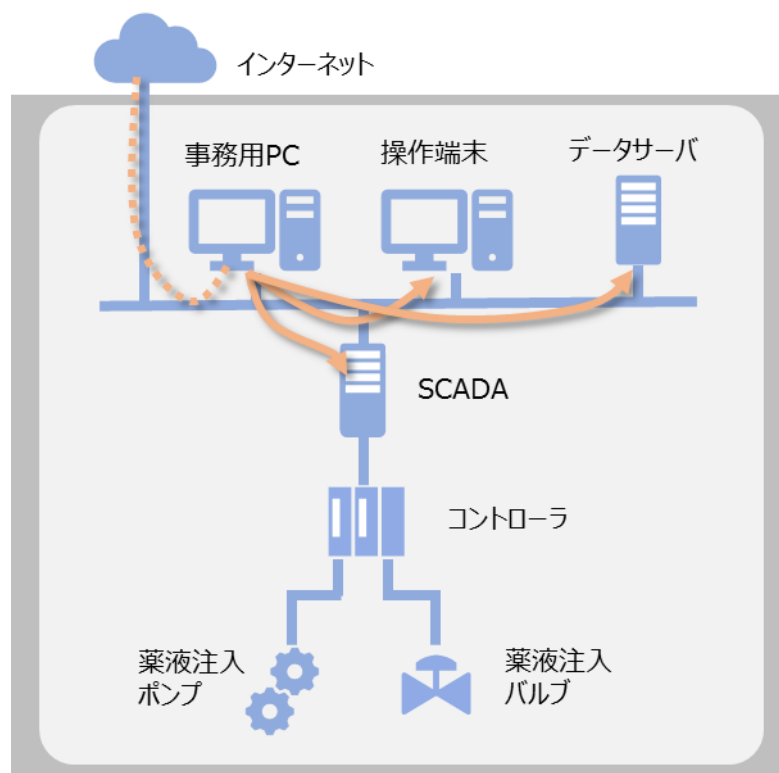 インターネット
事務用PC
操作端末
データサーバ
SCADA
コントローラ
薬液注入
ポンプ
薬液注入
バルブ